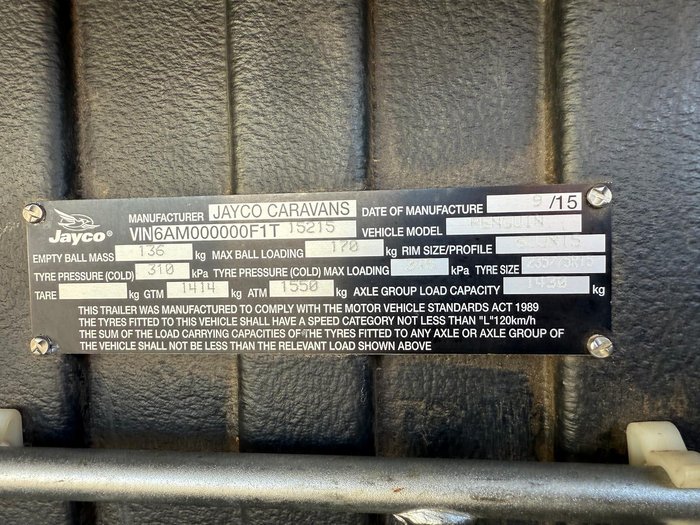 MANUFACTURER JAYCO CARAVANS DATE OF MANUFACTURE 9/15
Jayco® VIN 6AM000000F1T 15215 VEHICLE MODEL PENGUIN
EMPTY BALL MASS 136 kg MAX BALL LOADING 170 kg RIM SIZE/PROFILE
TYRE PRESSURE (COLD) 310 kPa TYRE PRESSURE (COLD) MAX LOADING kPa TYRE SIZE
TARE kg GTM 1414 kg ATM 1550 kg AXLE GROUP LOAD CAPACITY 1430 kg
THIS TRAILER WAS MANUFACTURED TO COMPLY WITH THE MOTOR VEHICLE STANDARDS ACT 1989
THE TYRES FITTED TO THIS VEHICLE SHALL HAVE A SPEED CATEGORY NOT LESS THAN "L"120km/h
THE SUM OF THE LOAD CARRYING CAPACITIES OF THE TYRES FITTED TO ANY AXLE OR AXLE GROUP OF
THE VEHICLE SHALL NOT BE LESS THAN THE RELEVANT LOAD SHOWN ABOVE